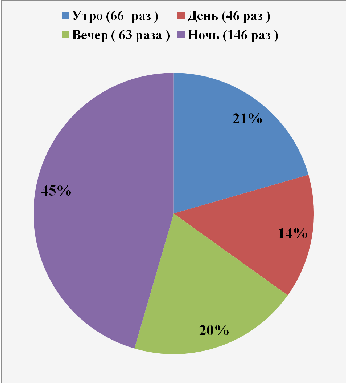 Утро (66 раз ) День (46 раз )
Вечер ( 63 раза ) Ночь (146 раз )
21%
45%
14%
20%